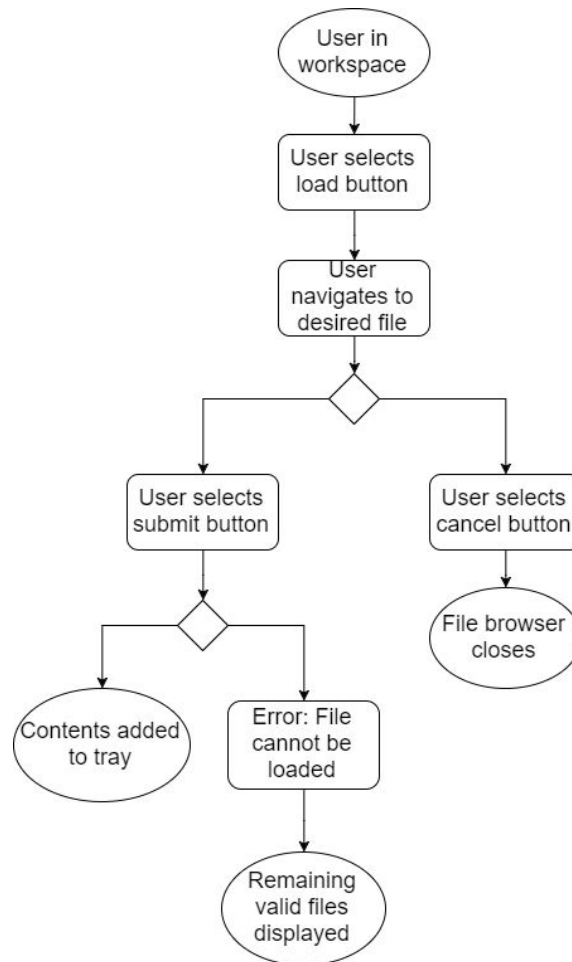 User in
workspace
User selects
load button
User
navigates to
desired file
User selects
submit button
User selects
cancel button
File browser
closes
Contents added
to tray
Error: File
cannot be
loaded
Remaining
valid files
displayed